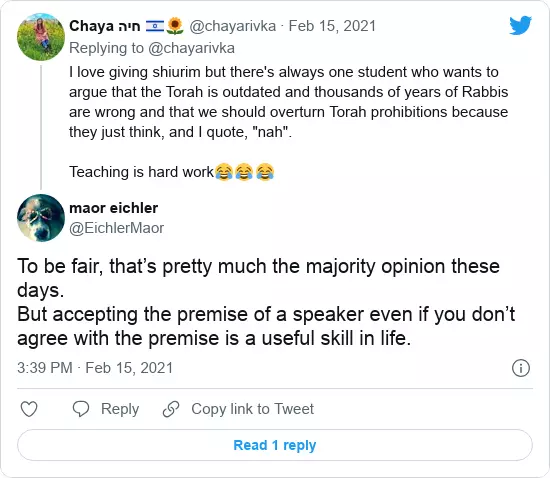 Chaya חיה 🇮🇱🌻 @chayarivka · Feb 15, 2021
Replying to @chayarivka
I love giving shiurim but there's always one student who wants to
argue that the Torah is outdated and thousands of years of Rabbis
are wrong and that we should overturn Torah prohibitions because
they just think, and I quote, "nah".
Teaching is hard work😂😂😂
maor eichler
@EichlerMaor
To be fair, that’s pretty much the majority opinion these
days.
But accepting the premise of a speaker even if you don’t
agree with the premise is a useful skill in life.
3:39 PM · Feb 15, 2021
Reply Copy link to Tweet
Read 1 reply